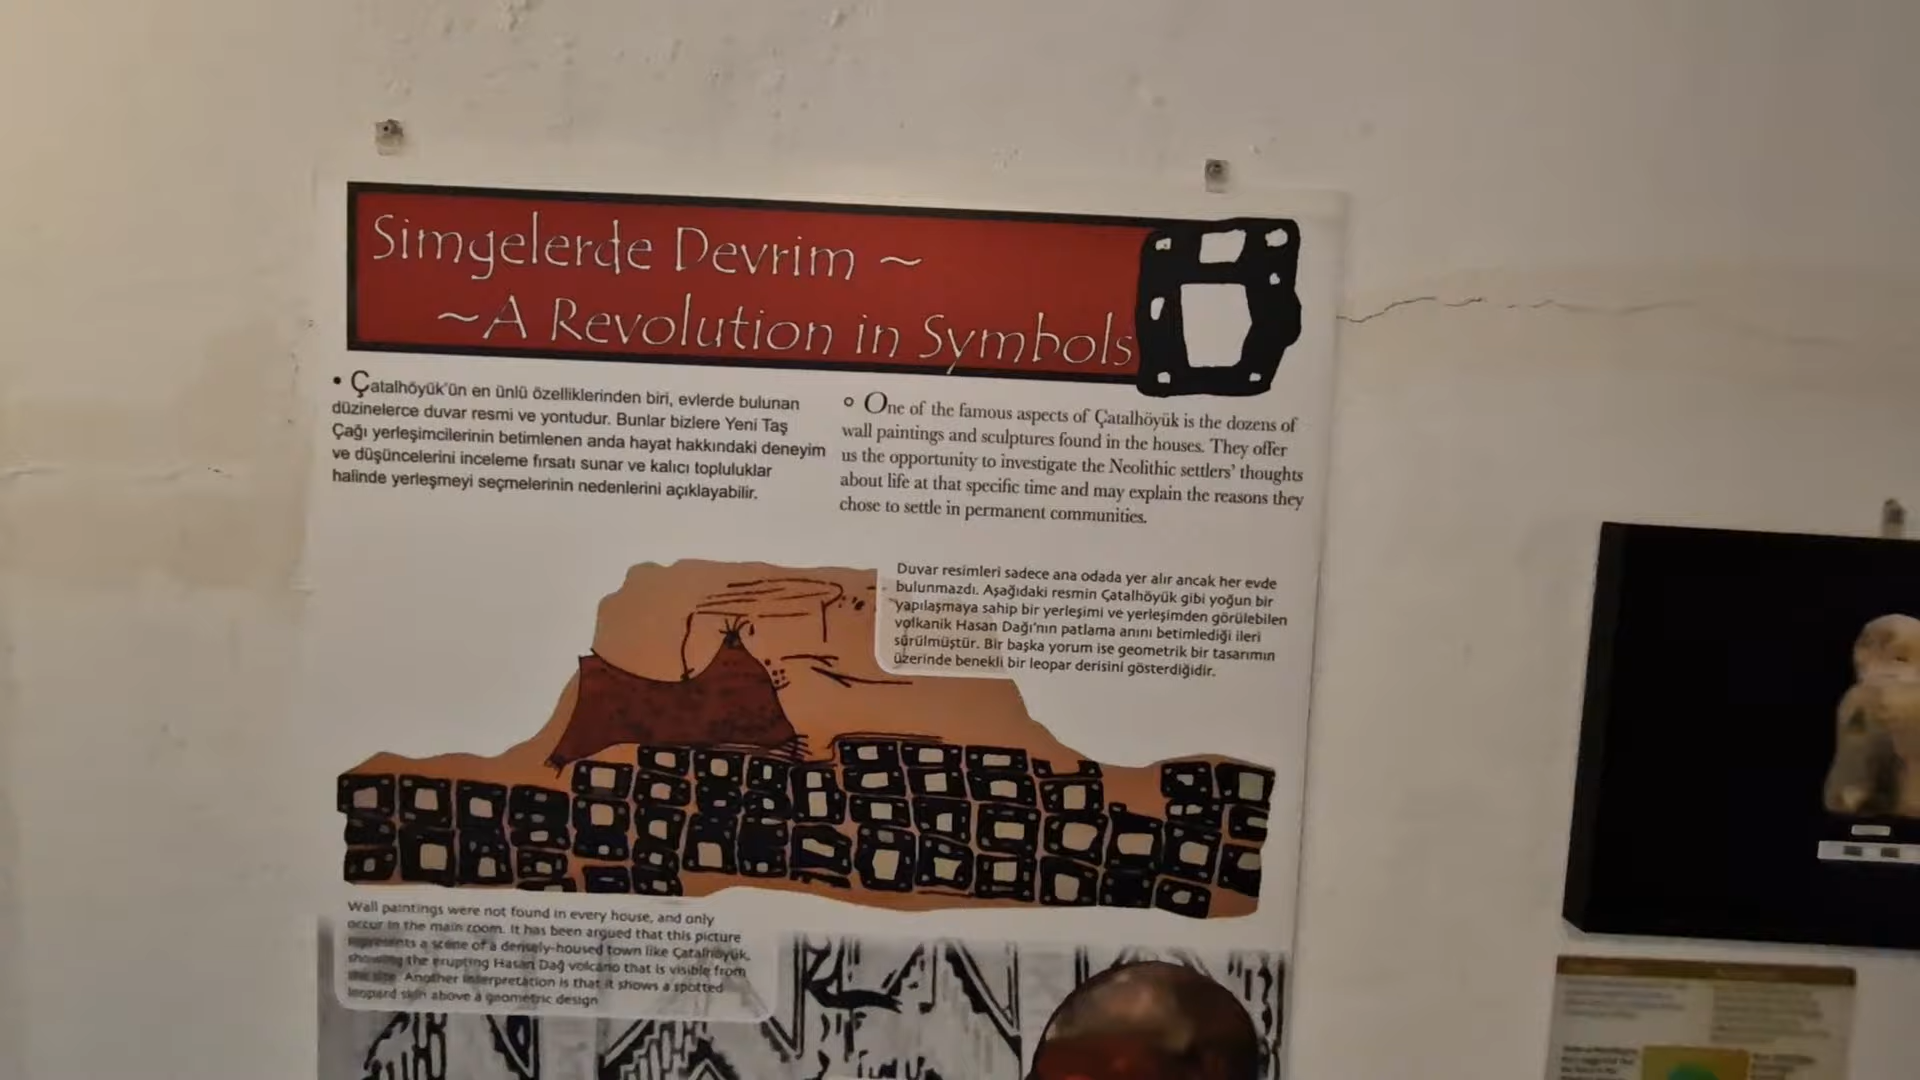 Simgelerde Devrim ~
~A Revolution in Symbols
• Çatalhöyük'ün en ünlü özelliklerinden biri, evlerde bulunan
düzinelerce duvar resmi ve yontudur. Bunlar bizlere Yeni Taş
Çağı yerleşimcilerinin betimlenen anda hayat hakkındaki deneyim
ve düşüncelerini inceleme fırsatı sunar ve kalıcı topluluklar
halinde yerleşmeyi seçmelerinin nedenlerini açıklayabilir.
One of the famous aspects of Çatalhöyük is the dozens of
wall paintings and sculptures found in the houses. They offer
us the opportunity to investigate the Neolithic settlers' thoughts
about life at that specific time and may explain the reasons they
chose to settle in permanent communities.
Duvar resimleri sadece ana odada yer alır ancak her evde
bulunmazdı. Aşağıdaki resmin Çatalhöyük gibi yoğun bir
yapılaşmaya sahip bir yerleşimi ve yerleşimden görülebilen
volkanik Hasan Dağı'nın patlama anını betimlediği ileri
sürülmüştür. Bir başka yorum ise geometrik bir tasarımın
üzerinde benekli bir leopar derisini gösterdiğidir.
Wall paintings were not found in every house, and only
occur in the main room. It has been argued that this picture
represents a scene of a densely-housed town like Çatalhöyük,
showing the erupting Hasan Dağ volcano that is visible from
the site. Another interpretation is that it shows a spotted
leopard skin above a geometric design